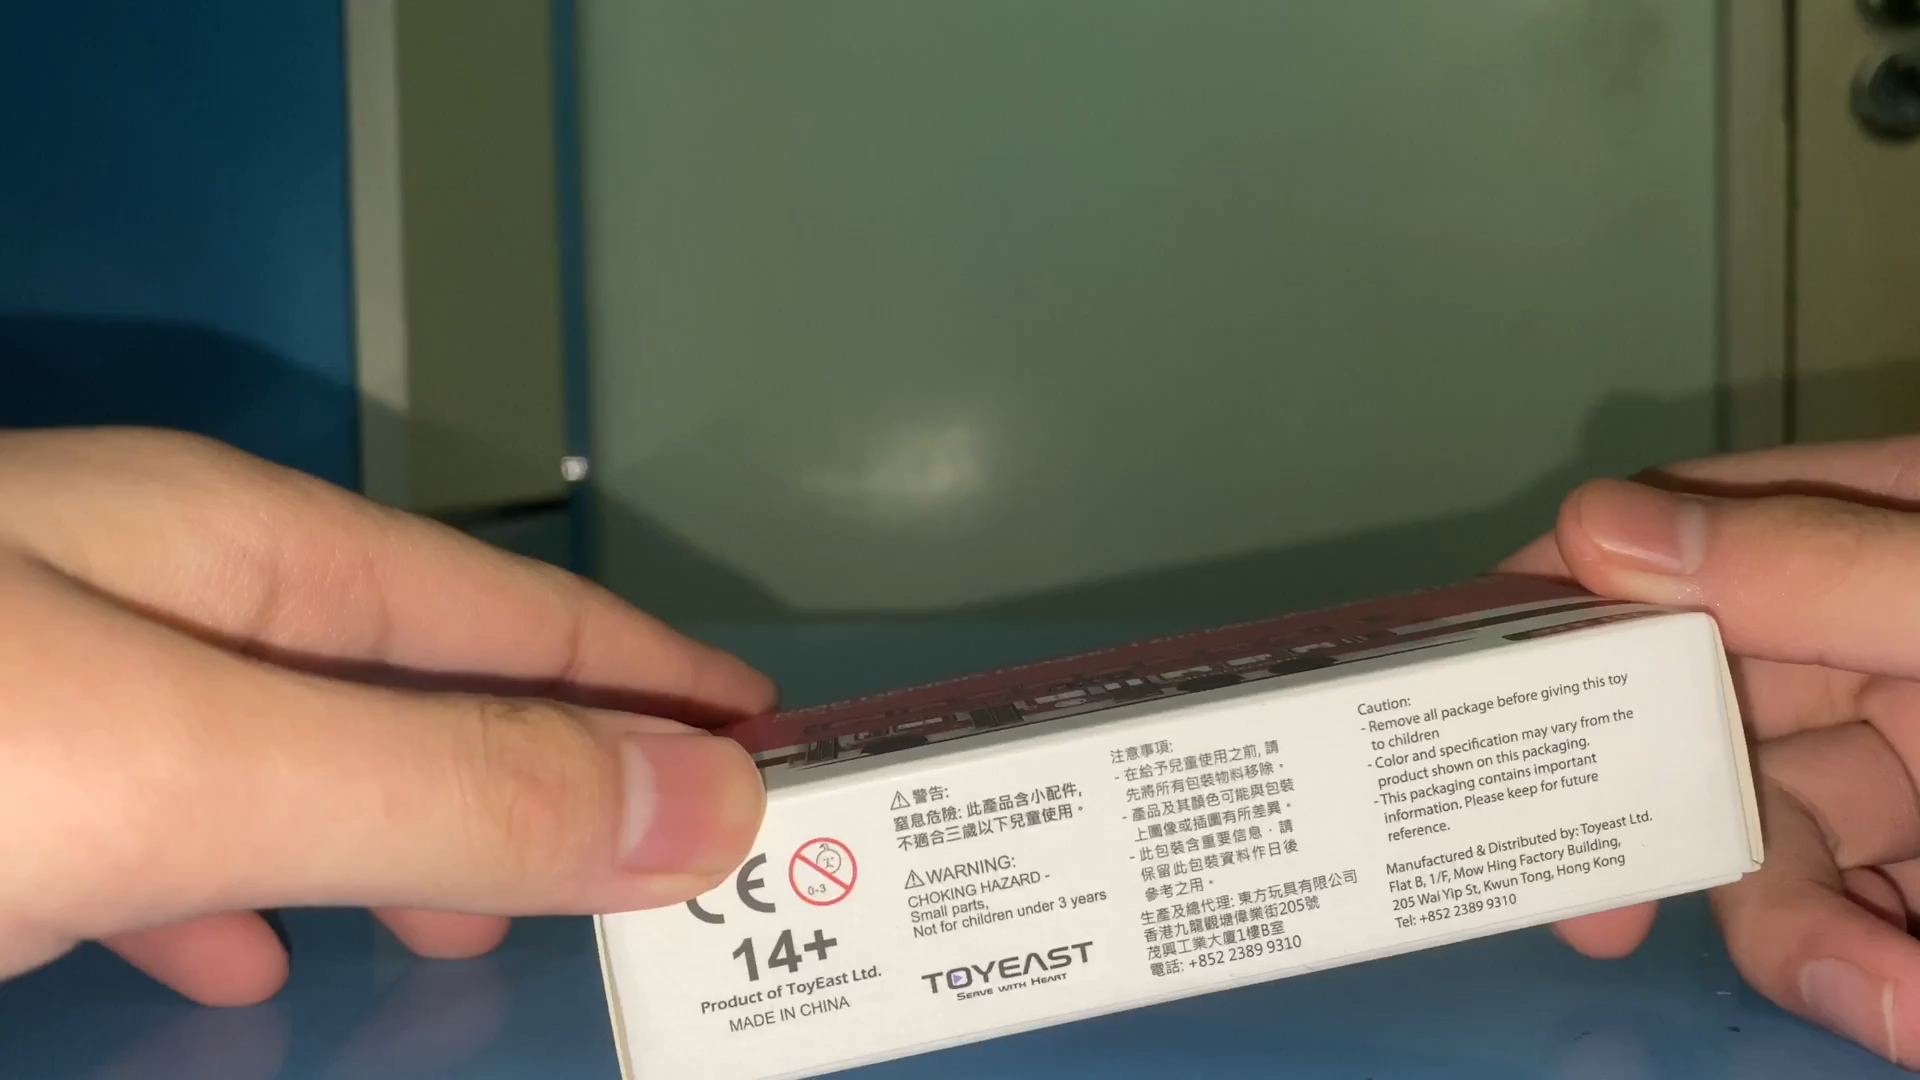 CE
0-3
14+
Product of ToyEast Ltd.
MADE IN CHINA
⚠警告:
窒息危險: 此產品含小配件,
不適合三歲以下兒童使用。
⚠WARNING:
CHOKING HAZARD -
Small parts,
Not for children under 3 years
TOYEAST
SERVE WITH HEART
注意事項:
- 在給予兒童使用之前, 請
先將所有包裝物料移除。
- 產品及其顏色可能與包裝
上圖像或插圖有所差異。
- 此包裝含重要信息，請
保留此包裝資料作日後
參考之用。
生產及總代理: 東方玩具有限公司
香港九龍觀塘偉業街205號
茂興工業大廈1樓B室
電話: +852 2389 9310
Caution:
- Remove all package before giving this toy
to children
- Color and specification may vary from the
product shown on this packaging.
- This packaging contains important
information. Please keep for future
reference.
Manufactured & Distributed by: Toyeast Ltd.
Flat B, 1/F, Mow Hing Factory Building,
205 Wai Yip St, Kwun Tong, Hong Kong
Tel: +852 2389 9310